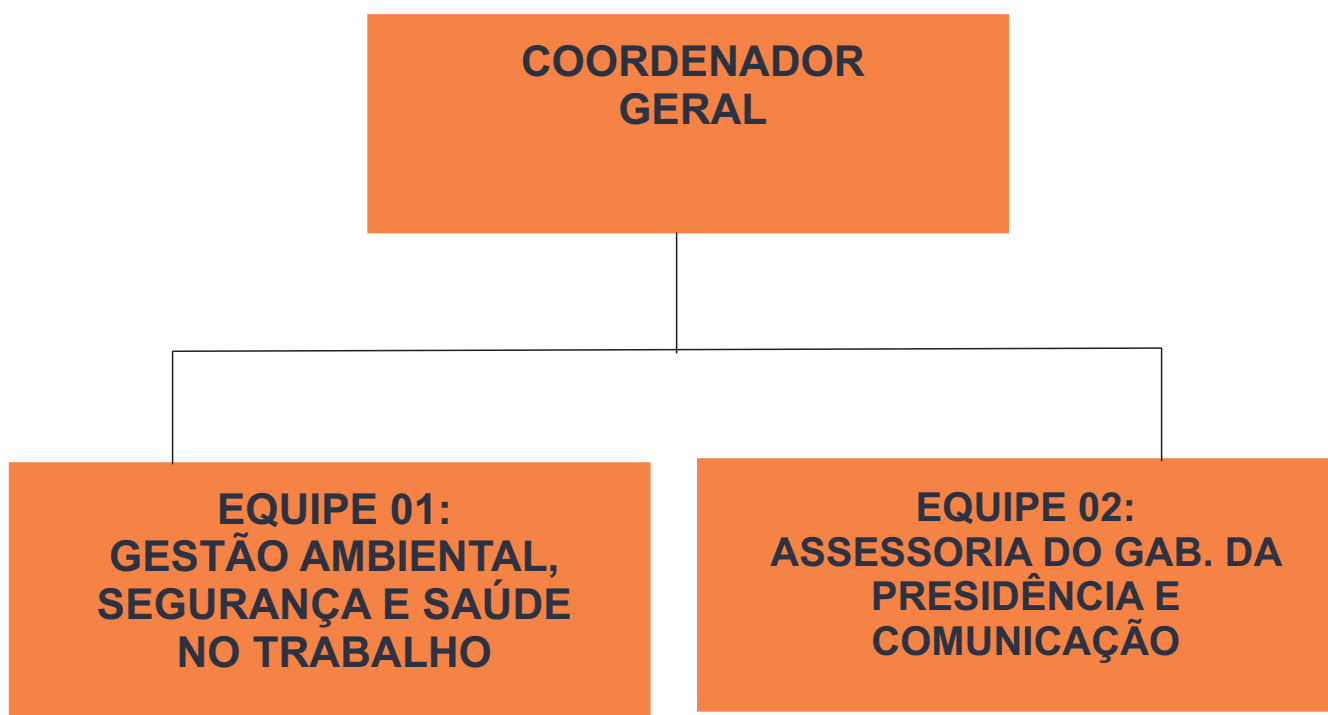 COORDENADOR
GERAL
EQUIPE 01:
GESTÃO AMBIENTAL,
SEGURANÇA E SAÚDE
NO TRABALHO
EQUIPE 02:
ASSESSORIA DO GAB. DA
PRESIDÊNCIA E
COMUNICAÇÃO